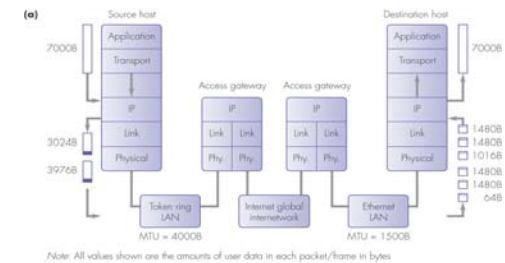 (a)
Source host
Destination host
Application
Application
7000B
Transport
Transport
7000B
Access gateway
Access gateway
IP
IP
IP
IP
3024B
Link
Link
Link
Link
Link
Link
1480B
1480B
1016B
3976B
Physical
Phy.
Phy.
Phy.
Phy.
Physical
1480B
1480B
64B
Token ring
LAN
Internet global
internetwork
Ethernet
LAN
MTU = 4000B
MTU = 1500B
Note: All values shown are the amounts of user data in each packet/frame in bytes